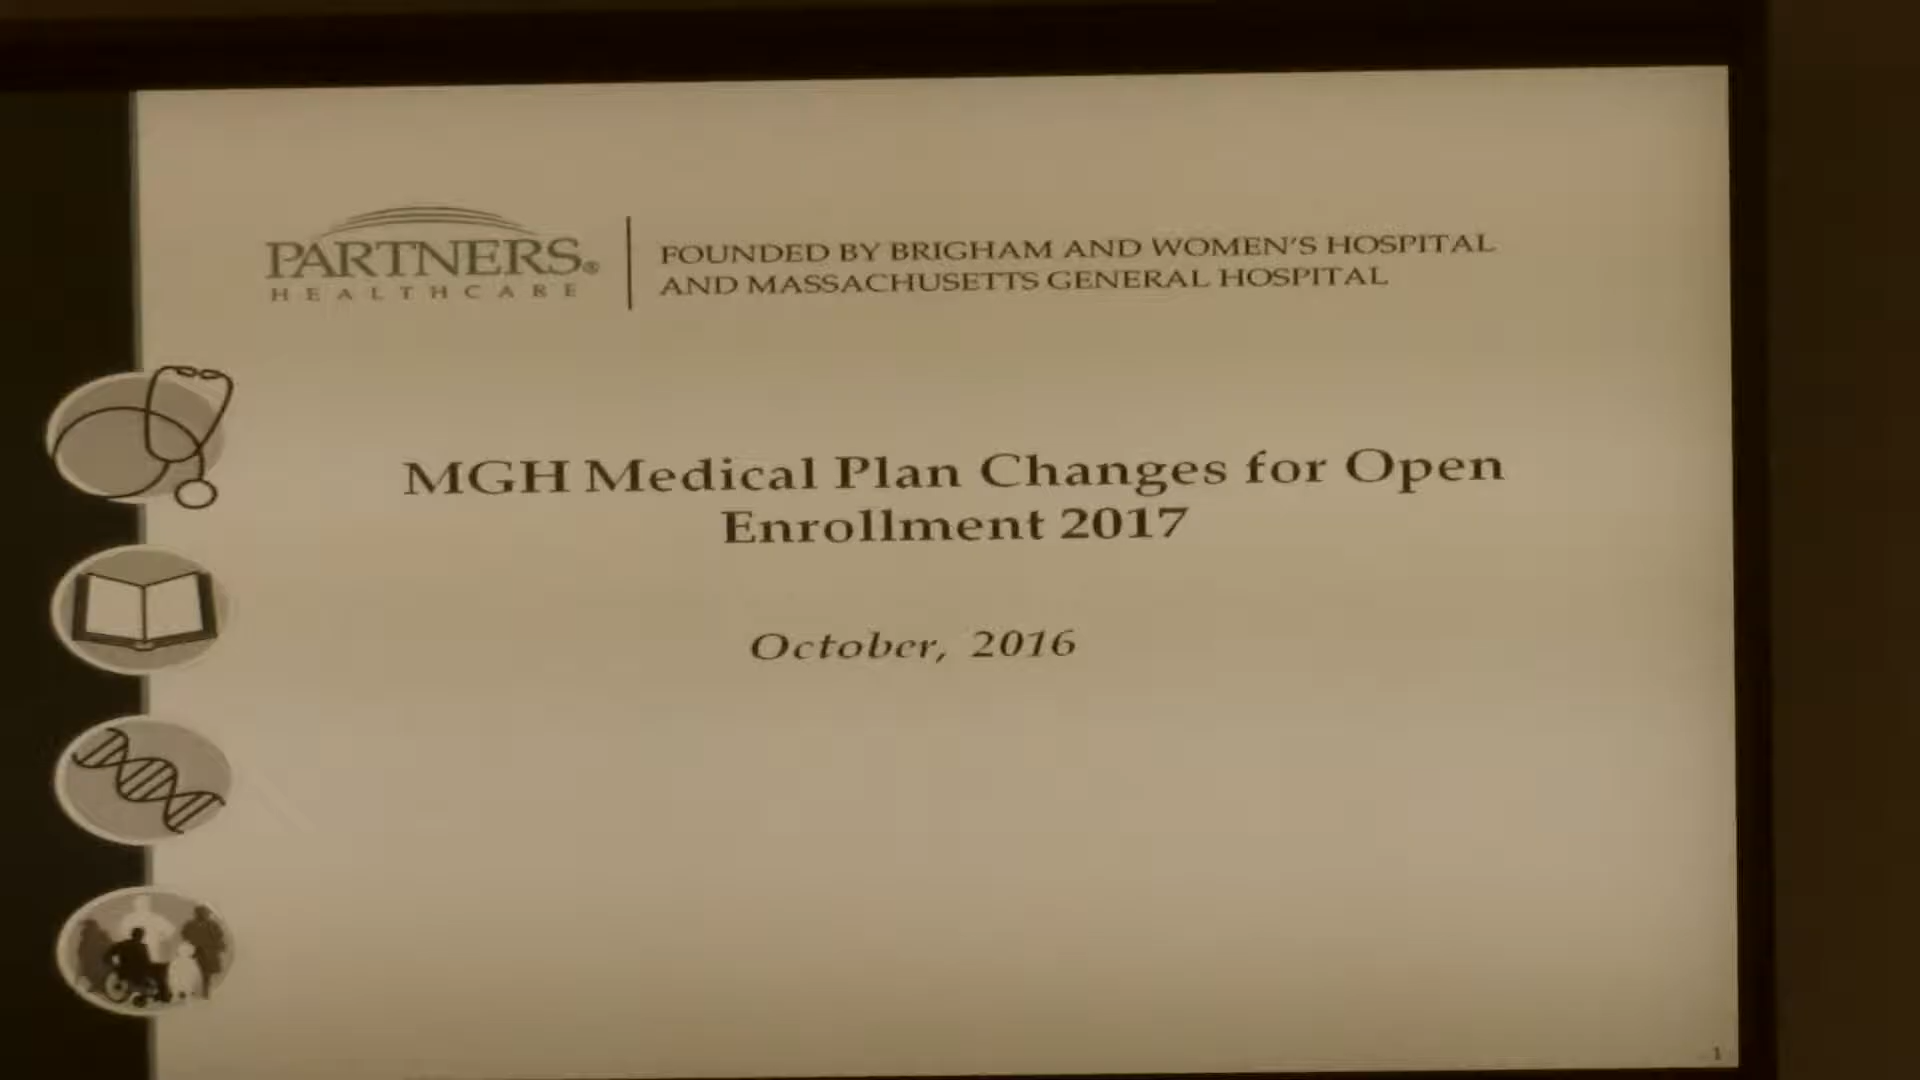 PARTNERS®
HEALTHCARE
FOUNDED BY BRIGHAM AND WOMEN'S HOSPITAL
AND MASSACHUSETTS GENERAL HOSPITAL
MGH Medical Plan Changes for Open
Enrollment 2017
October, 2016
1